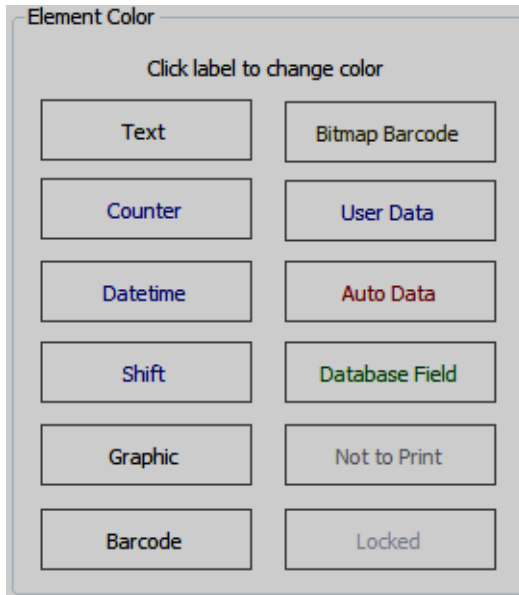 Element Color
Click label to change color
Text
Bitmap Barcode
Counter
User Data
Datetime
Auto Data
Shift
Database Field
Graphic
Not to Print
Barcode
Locked